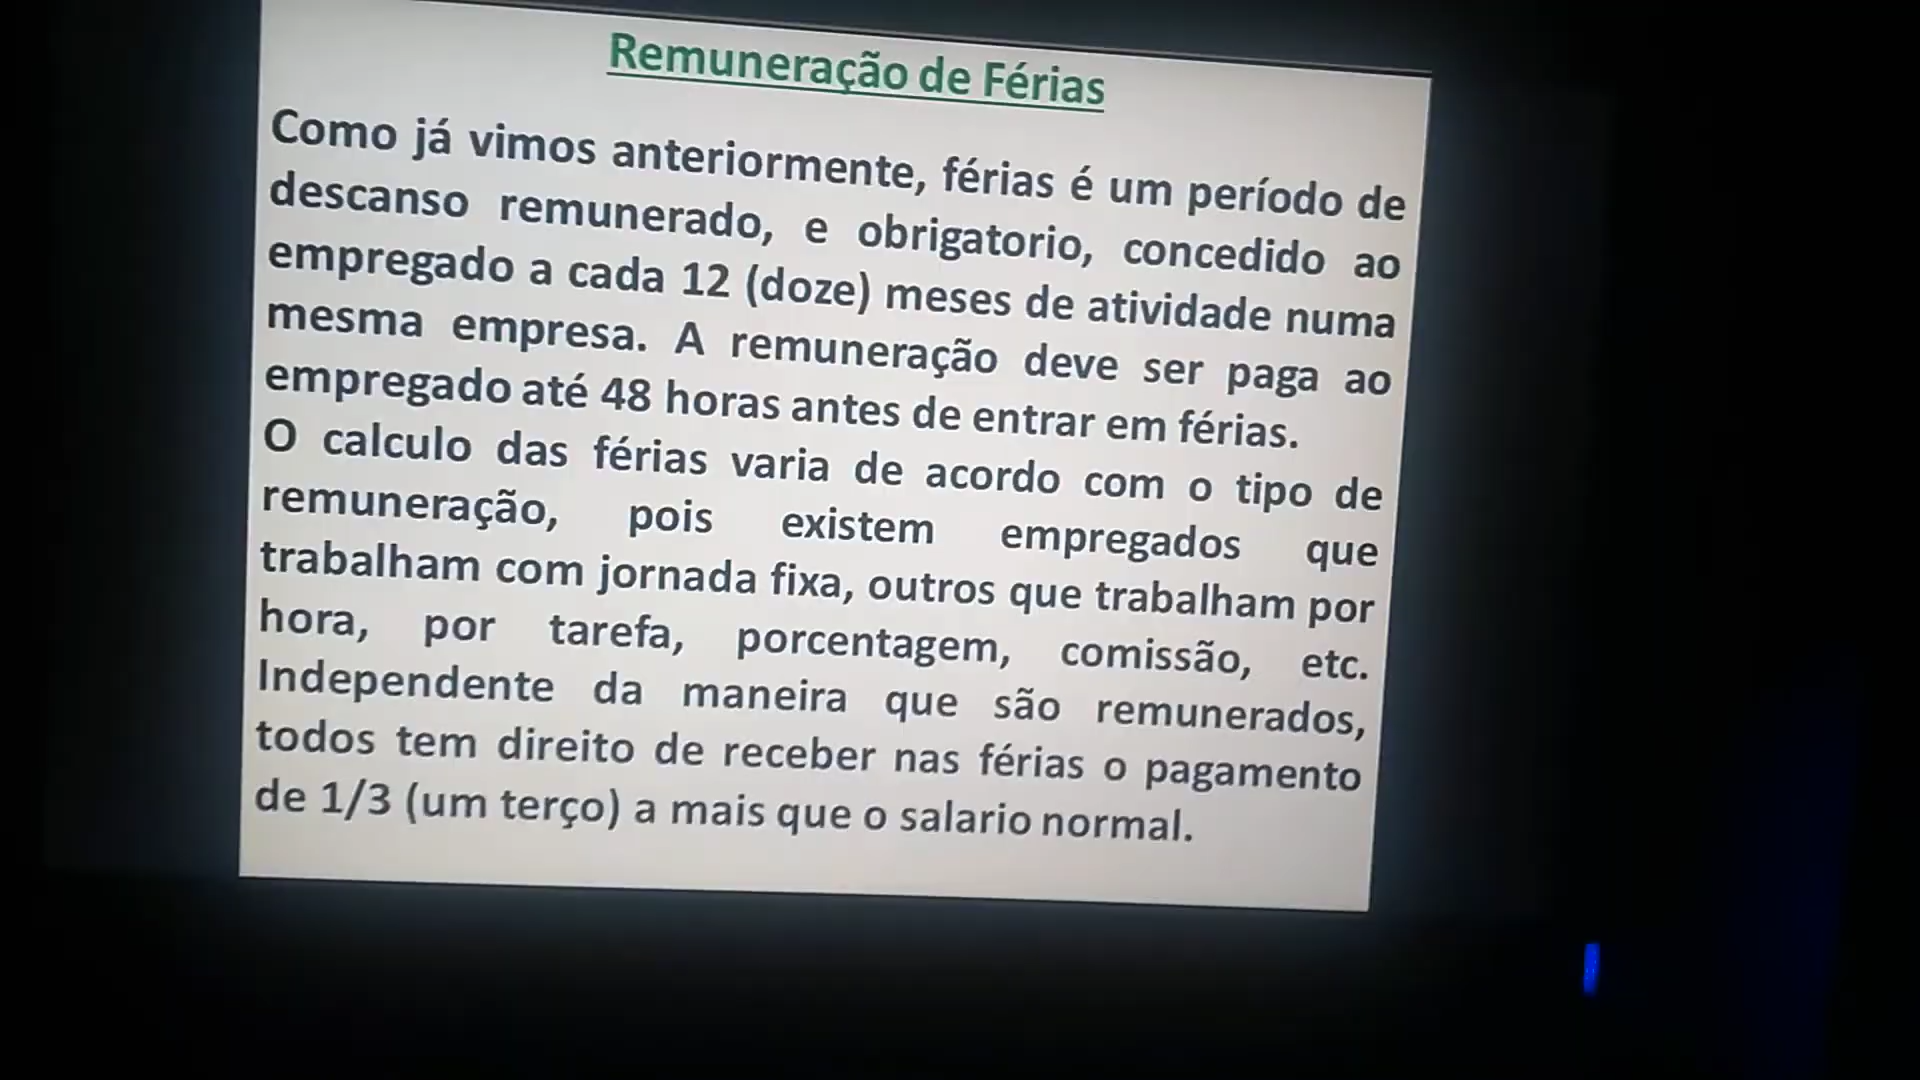 Remuneração de Férias
Como já vimos anteriormente, férias é um período de
descanso remunerado, e obrigatorio, concedido ao
empregado a cada 12 (doze) meses de atividade numa
mesma empresa. A remuneração deve ser paga ao
empregado até 48 horas antes de entrar em férias.
O calculo das férias varia de acordo com o tipo de
remuneração, pois existem empregados que
trabalham com jornada fixa, outros que trabalham por
hora, por tarefa, porcentagem, comissão, etc.
Independente da maneira que são remunerados,
todos tem direito de receber nas férias o pagamento
de 1/3 (um terço) a mais que o salario normal.